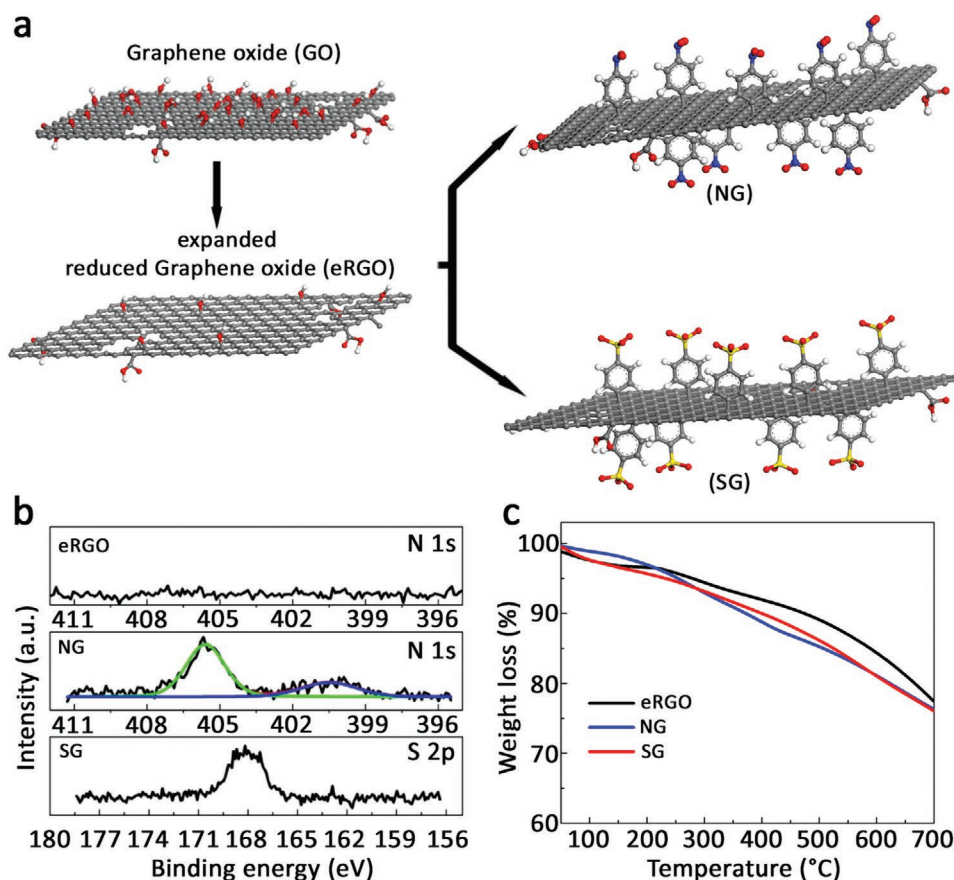 a
Graphene oxide (GO)
expanded
reduced Graphene oxide (eRGO)
(NG)
(SG)
b
eRGO
N 1s
411 408 405 402 399 396
NG
N 1s
411 408 405 402 399 396
SG
S 2p
180 177 174 171 168 165 162 159 156
Binding energy (eV)
Intensity (a.u.)
c
100
90
80
70
60
eRGO
NG
SG
100 200 300 400 500 600 700
Temperature (°C)
Weight loss (%)